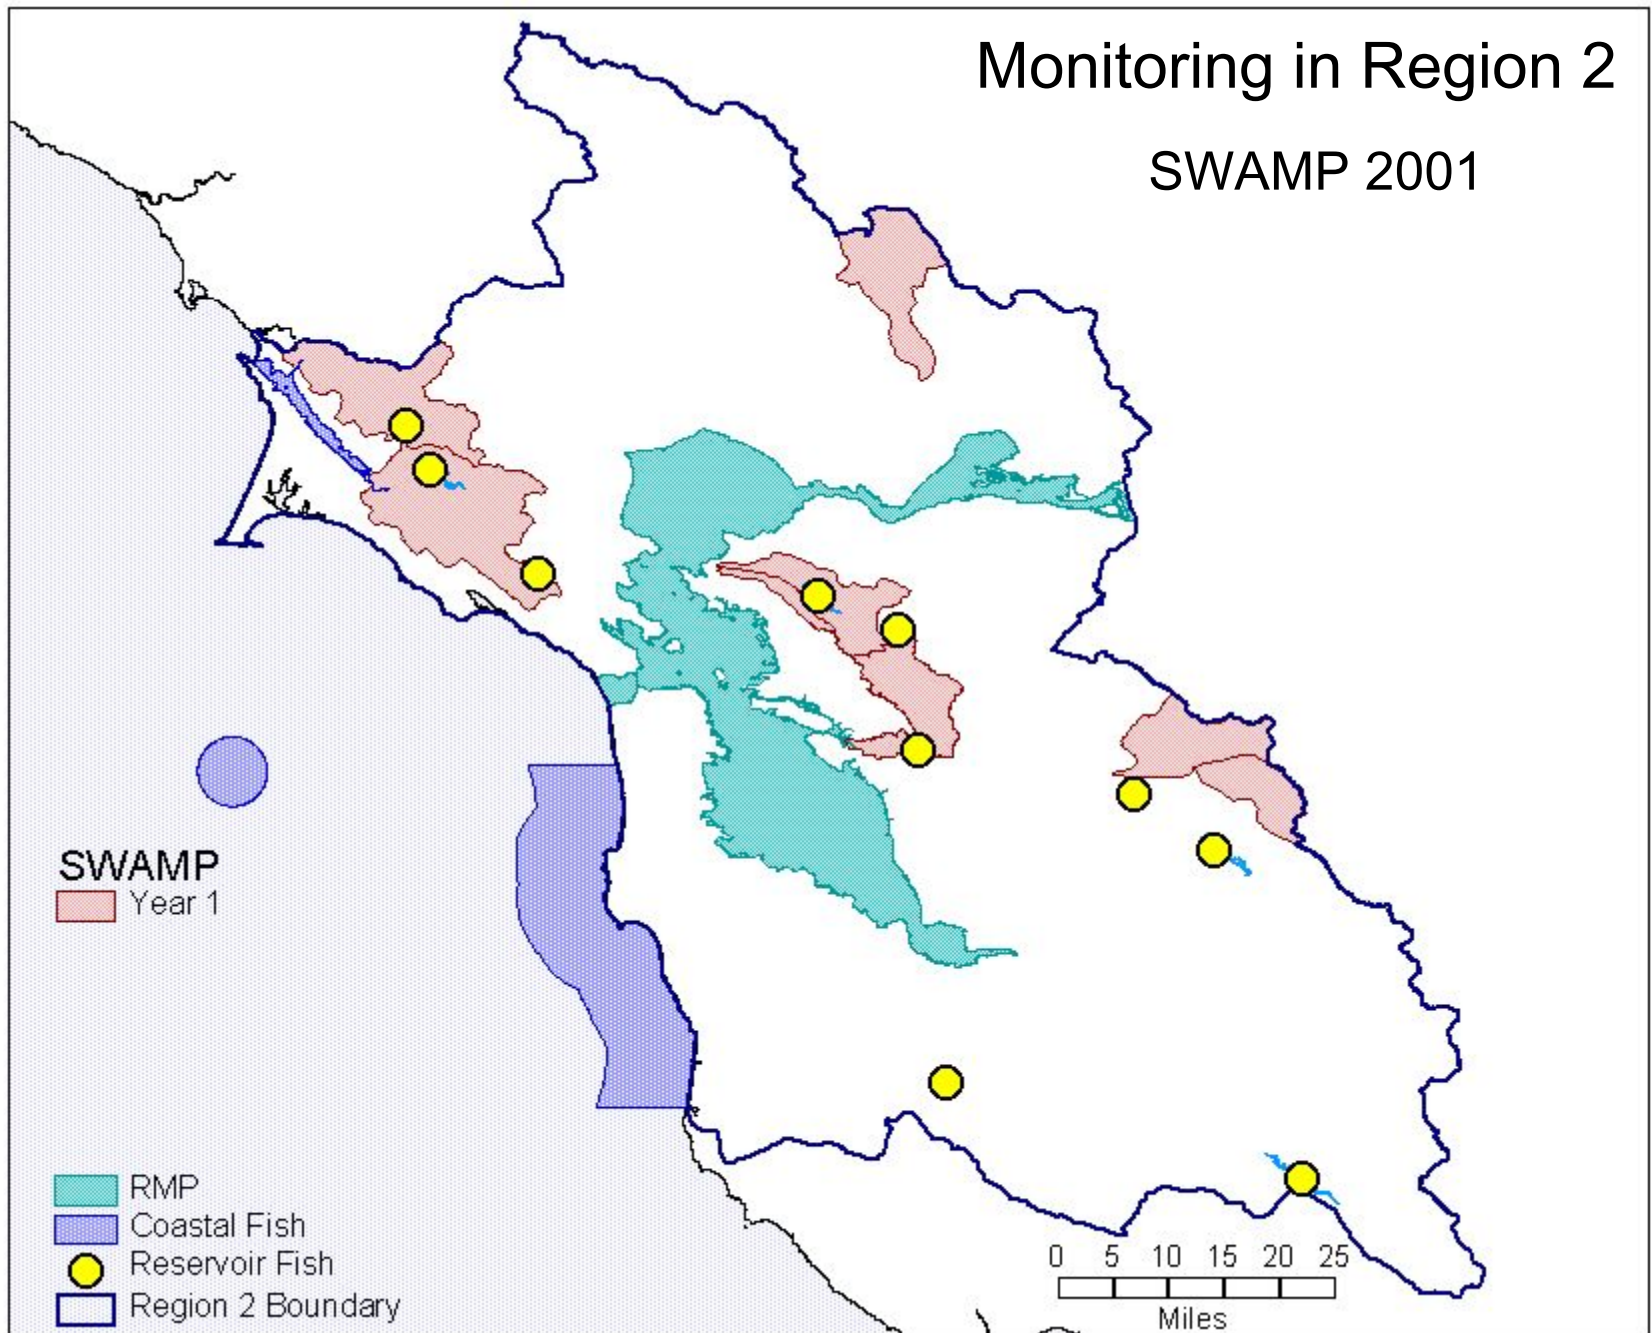 Monitoring in Region 2
SWAMP 2001
SWAMP
Year 1
RMP
Coastal Fish
Reservoir Fish
Region 2 Boundary
0 5 10 15 20 25
Miles